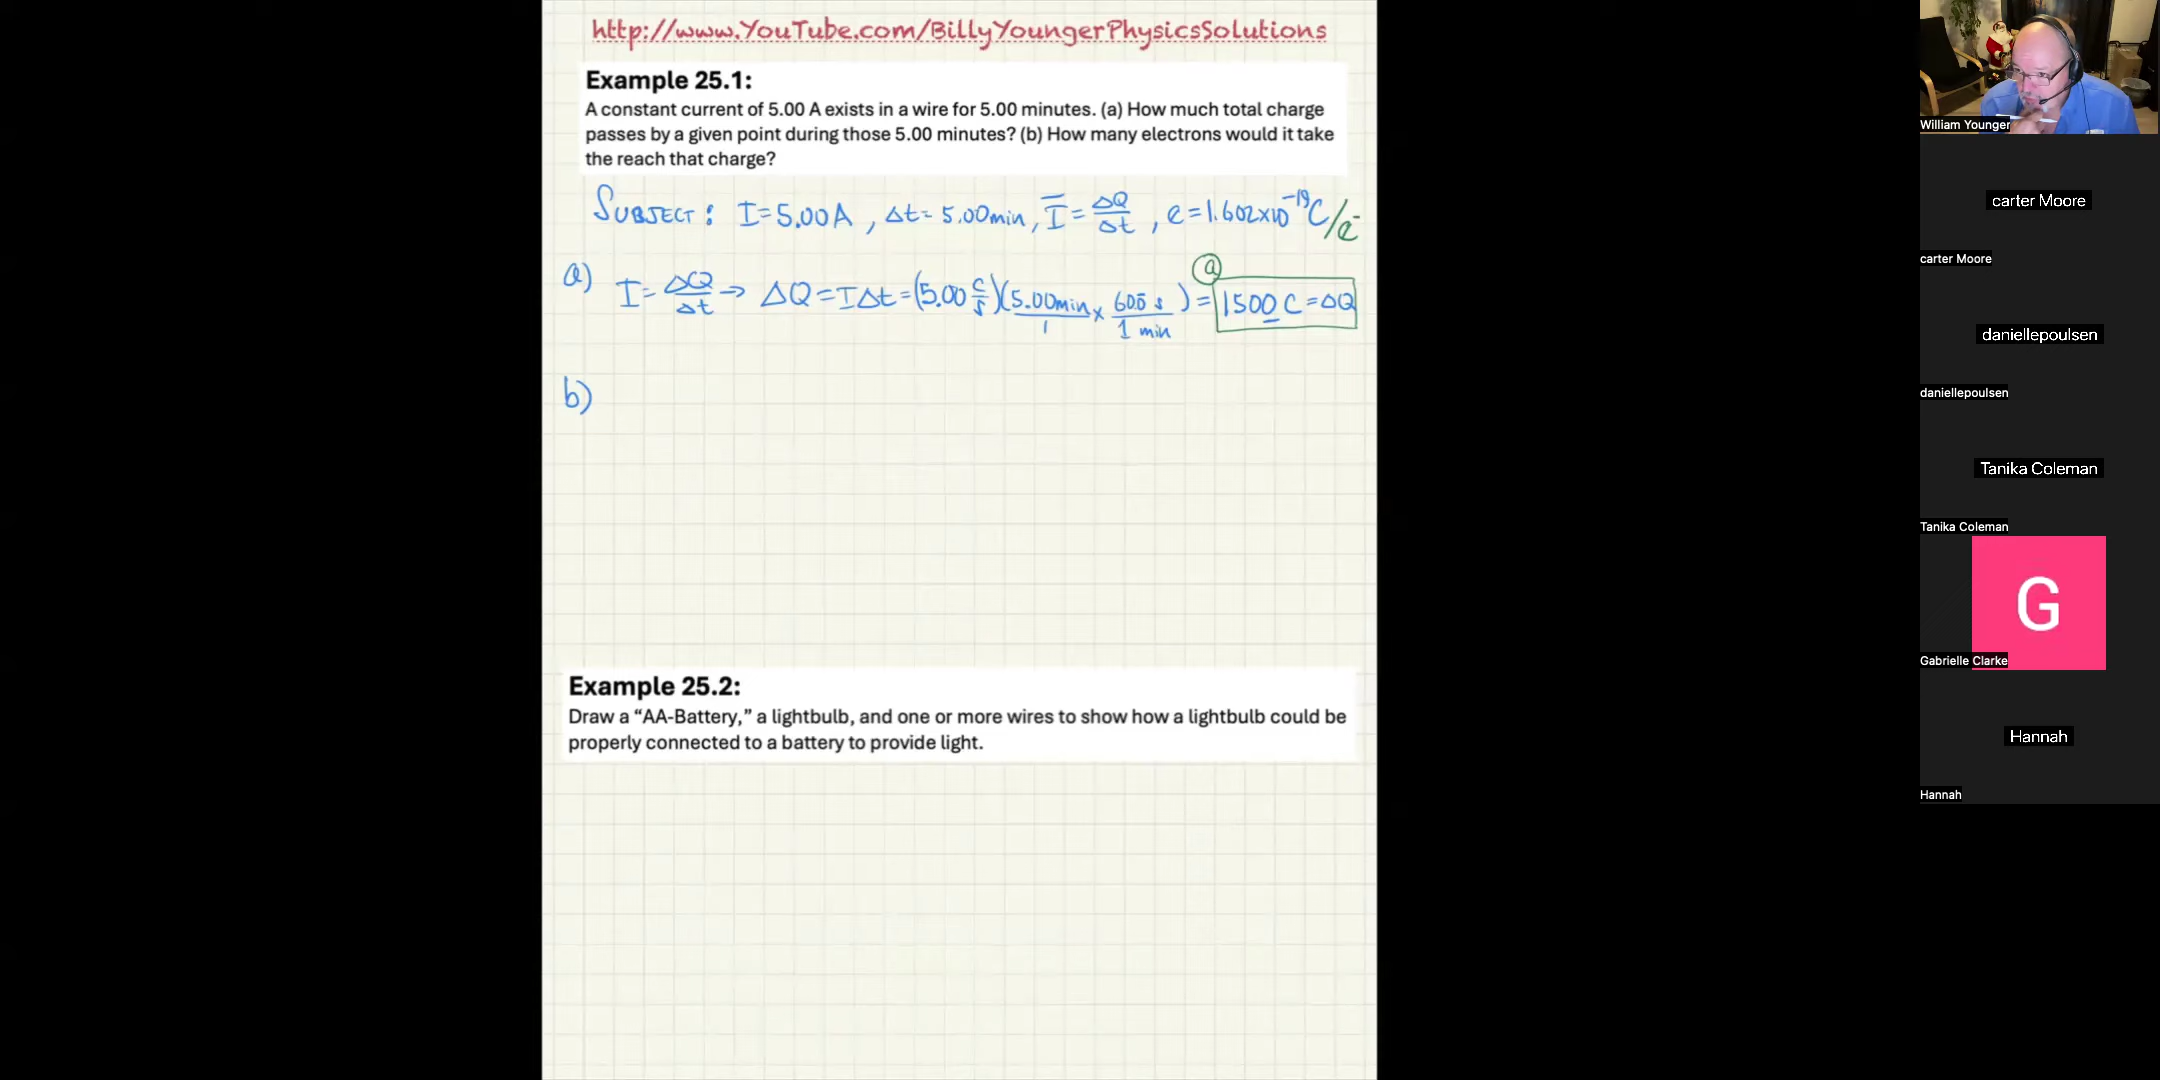 http://www.YouTube.com/BillyYoungerPhysicsSolutions
Example 25.1:
A constant current of 5.00 A exists in a wire for 5.00 minutes. (a) How much total charge
passes by a given point during those 5.00 minutes? (b) How many electrons would it take
the reach that charge?
SUBJECT: I=5.00A, Δt=5.00min, I̅=ΔQ/Δt, e=1.602×10⁻¹⁹C/e⁻
a) I=ΔQ/Δt → ΔQ=IΔt=(5.00 C/s)(5.00min/1 × 60.0̅ s/1 min)= 1500 C=ΔQ
a
b)
Example 25.2:
Draw a “AA-Battery,” a lightbulb, and one or more wires to show how a lightbulb could be
properly connected to a battery to provide light.
William Younger
carter Moore
carter Moore
daniellepoulsen
daniellepoulsen
Tanika Coleman
Tanika Coleman
G
Gabrielle Clarke
Hannah
Hannah